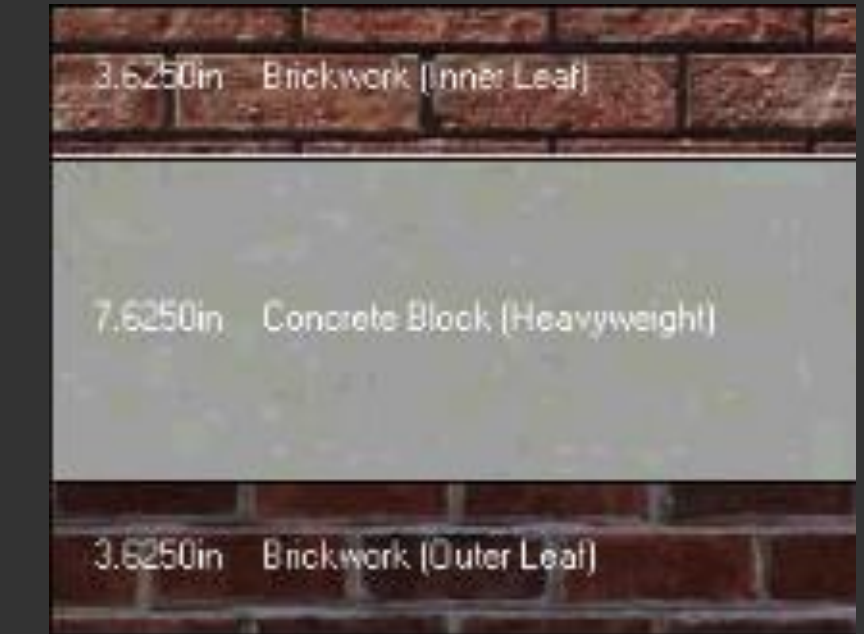 3.6250in Brickwork (Inner Leaf)
7.6250in Concrete Block (Heavyweight)
3.6250in Brickwork (Outer Leaf)